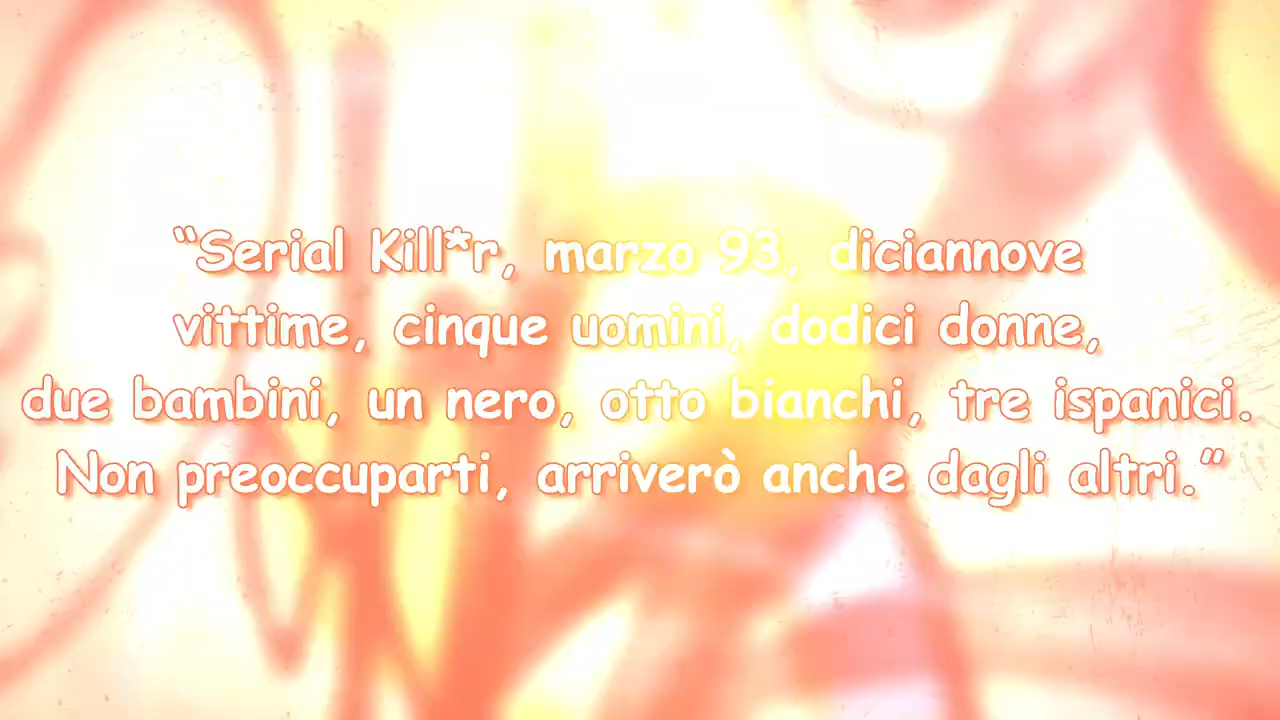 “Serial Kill*r, marzo 93, diciannove
vittime, cinque uomini, dodici donne,
due bambini, un nero, otto bianchi, tre ispanici.
Non preoccuparti, arriverò anche dagli altri.”